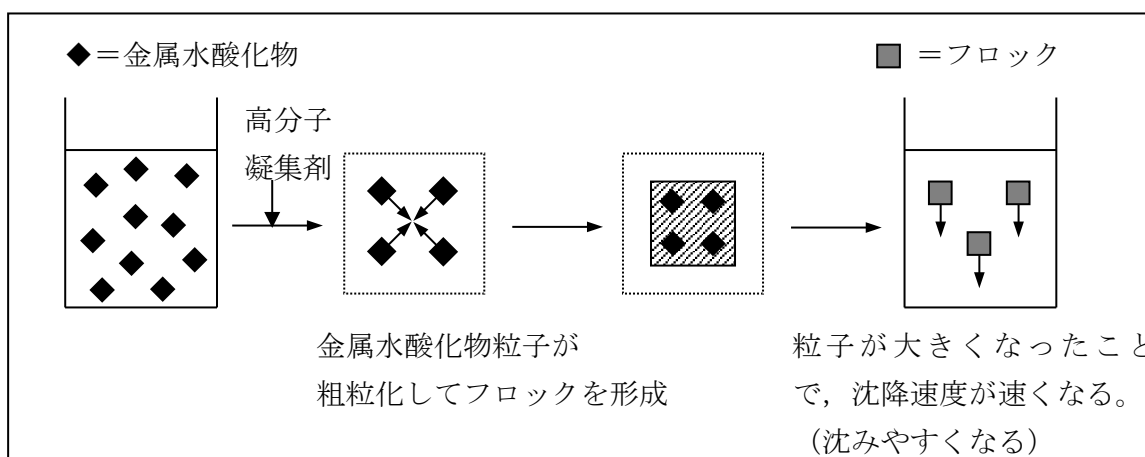 ◆＝金属水酸化物
■ ＝フロック
高分子
凝集剤
金属水酸化物粒子が
粗粒化してフロックを形成
粒子が大きくなったこと
で，沈降速度が速くなる。
（沈みやすくなる）